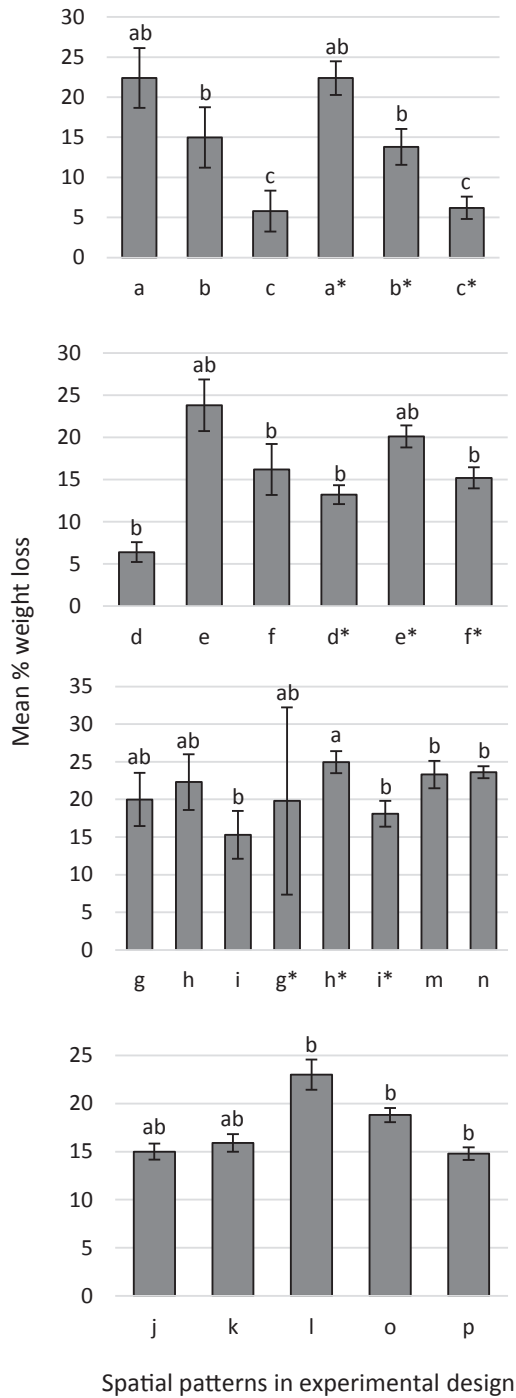 30
25
20
15
10
5
0
ab
b
c
ab
b
c
a b c a* b* c*
30
25
20
15
10
5
0
b
ab
b
b
ab
b
d e f d* e* f*
Mean % weight loss
35
30
25
20
15
10
5
0
ab
ab
b
ab
a
b
b
b
g h i g* h* i* m n
25
20
15
10
5
0
ab
ab
b
b
b
j k l o p
Spatial patterns in experimental design